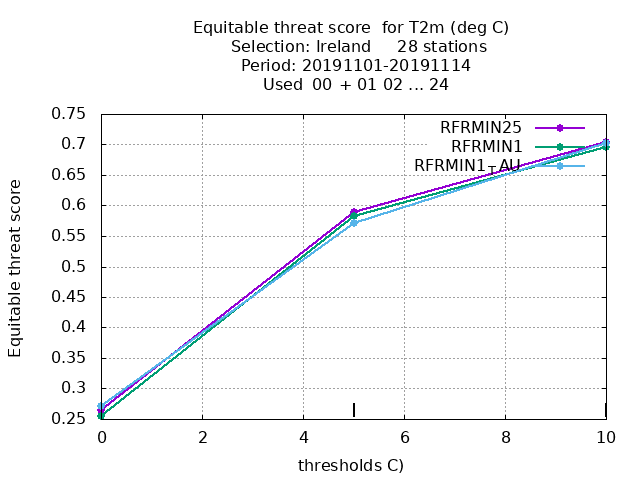 Equitable threat score  for T2m (deg C)
Selection: Ireland     28 stations
Period: 20191101-20191114
Used  00 + 01 02 ... 24
0.75
0.7
0.65
0.6
0.55
0.5
0.45
0.4
0.35
0.3
0.25
Equitable threat score
RFRMIN25
RFRMIN1
RFRMIN1_AU
0
2
4
6
8
10
thresholds C)